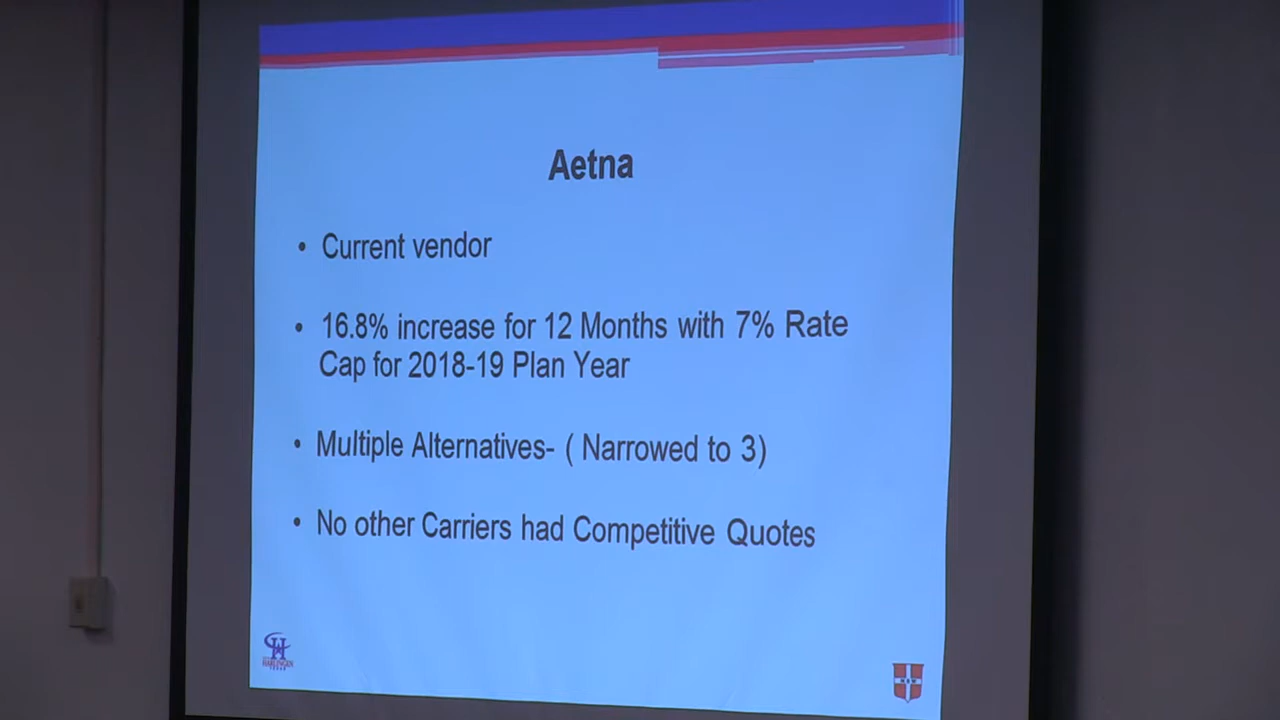 Aetna
• Current vendor
• 16.8% increase for 12 Months with 7% Rate
Cap for 2018-19 Plan Year
• Multiple Alternatives- ( Narrowed to 3)
• No other Carriers had Competitive Quotes
HARLINGEN